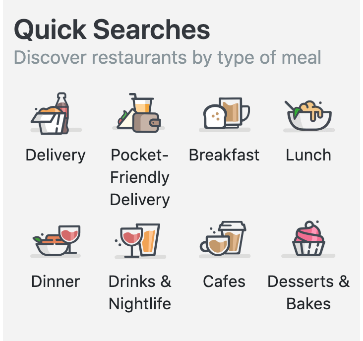 Quick Searches
Discover restaurants by type of meal
Delivery
Pocket-
Friendly
Delivery
Breakfast
Lunch
Dinner
Drinks &
Nightlife
Cafes
Desserts &
Bakes